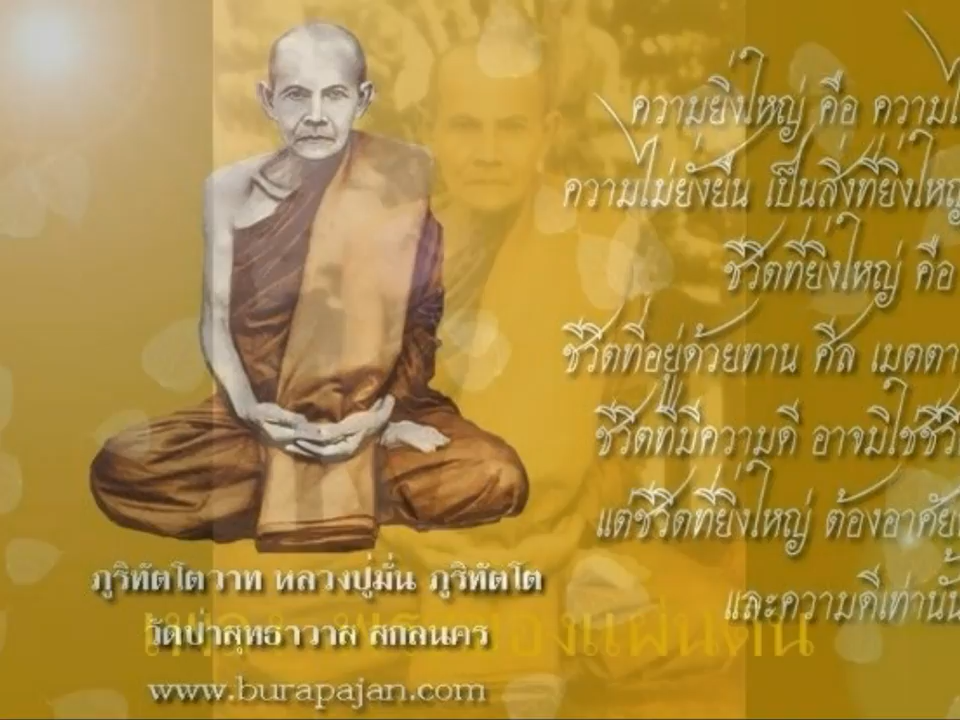 ความยิ่งใหญ่ คือ ความไ
ความไม่ยั่งยืน เป็นสิ่งที่ยิ่งใหญ่
ชีวิตที่ยิ่งใหญ่ คือ
ชีวิตที่อยู่ด้วยทาน ศีล เมตตา
ชีวิตที่มีความดี อาจมิใช่ชีวิ
แต่ชีวิตที่ยิ่งใหญ่ ต้องอาศัย
และความดีเท่านั้น
ภูริทัตโตวาท หลวงปู่มั่น ภูริทัตโต
วัดป่าสุทธาวาส สกลนคร
www.burapajan.com